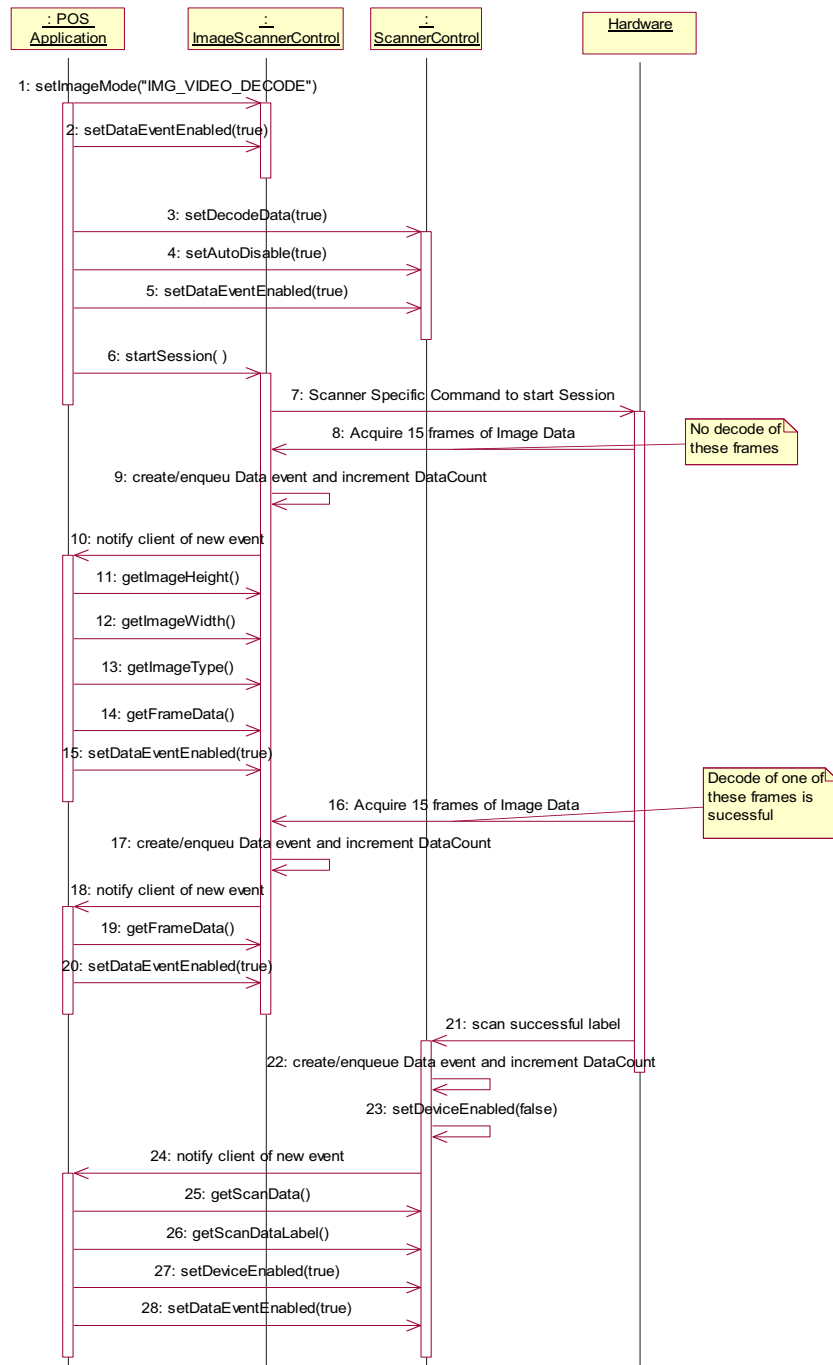 : POS
Application
:
ImageScannerControl
:
ScannerControl
Hardware
1: setImageMode("IMG_VIDEO_DECODE")
2: setDataEventEnabled(true)
3: setDecodeData(true)
4: setAutoDisable(true)
5: setDataEventEnabled(true)
6: startSession( )
7: Scanner Specific Command to start Session
8: Acquire 15 frames of Image Data
No decode of
these frames
9: create/enqueu Data event and increment DataCount
10: notify client of new event
11: getImageHeight()
12: getImageWidth()
13: getImageType()
14: getFrameData()
15: setDataEventEnabled(true)
Decode of one of
these frames is
sucessful
16: Acquire 15 frames of Image Data
17: create/enqueu Data event and increment DataCount
18: notify client of new event
19: getFrameData()
20: setDataEventEnabled(true)
21: scan successful label
22: create/enqueue Data event and increment DataCount
23: setDeviceEnabled(false)
24: notify client of new event
25: getScanData()
26: getScanDataLabel()
27: setDeviceEnabled(true)
28: setDataEventEnabled(true)